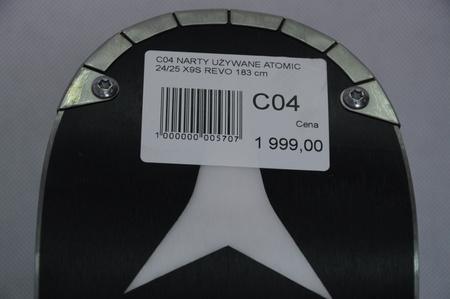 C04 NARTY UŻYWANE ATOMIC
24/25 X9S REVO 183 cm
C04
Cena
1 000000 005707
1 999,00